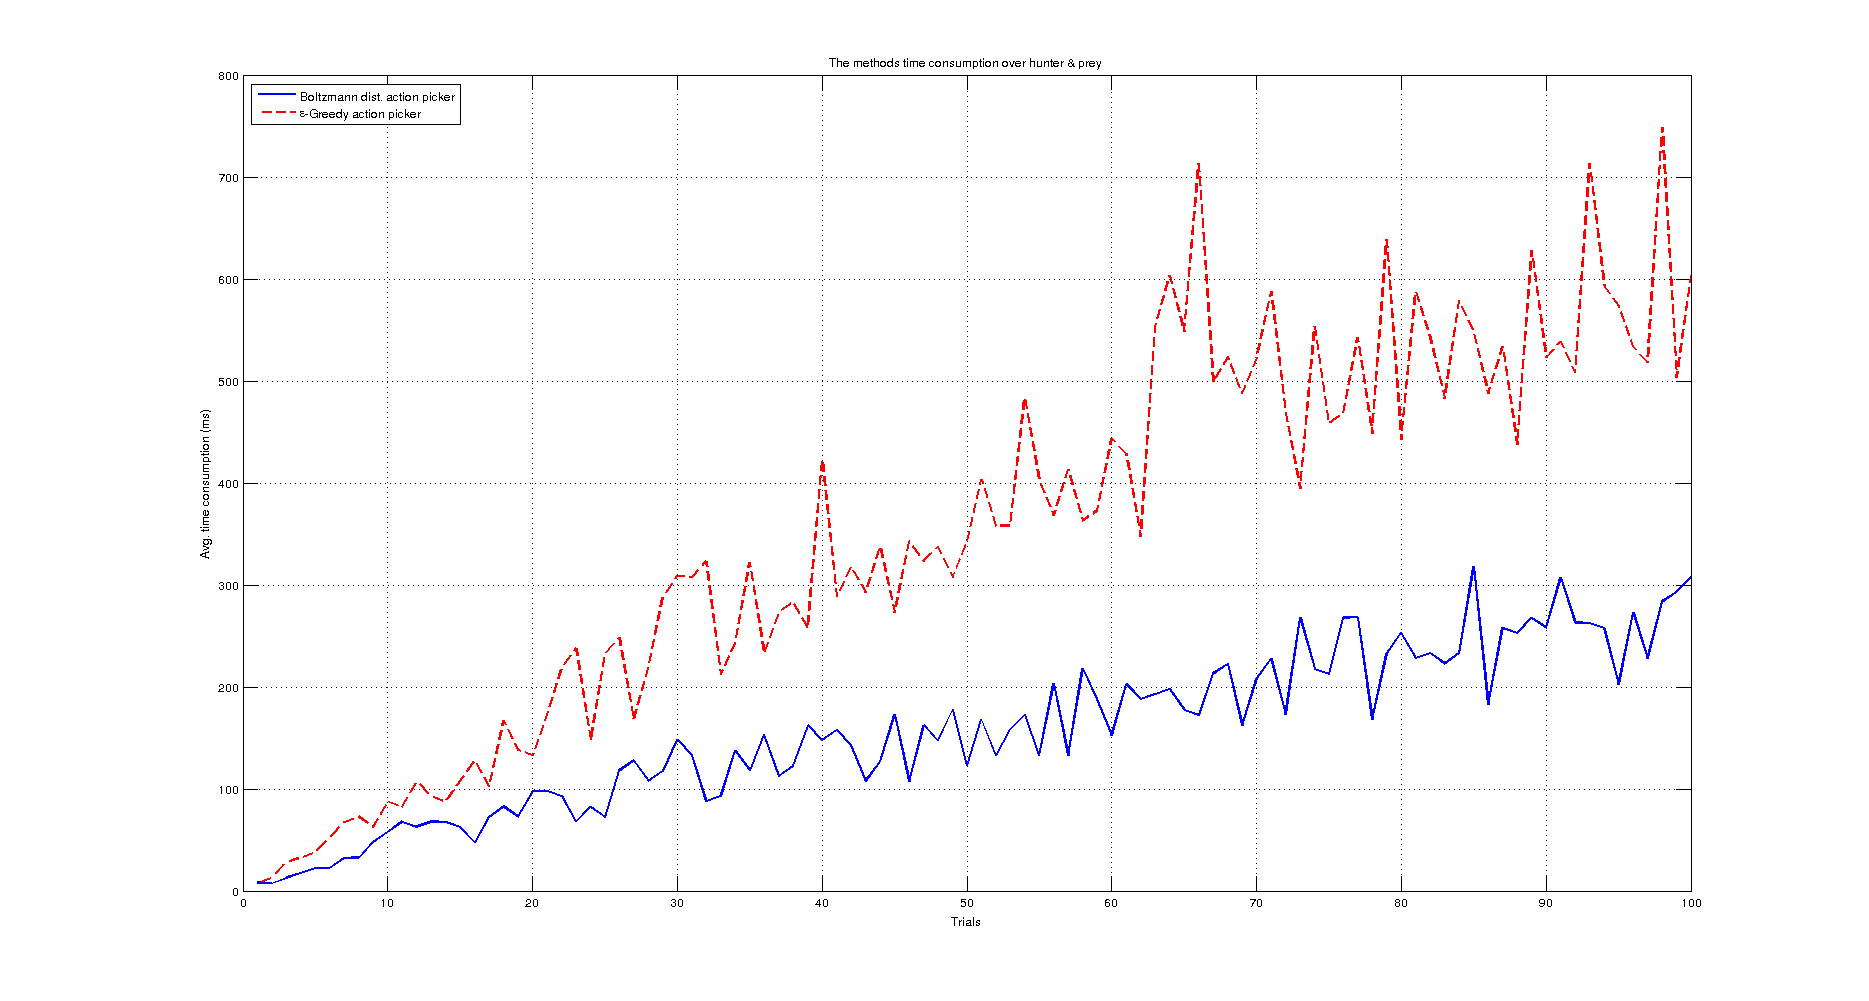 The methods time consumption over hunter & prey
800
700
600
500
400
300
200
100
0
Boltzmann dist. action picker
ε-Greedy action picker
Avg. time consumption (ms)
0 10 20 30 40 50 60 70 80 90 100
Trials